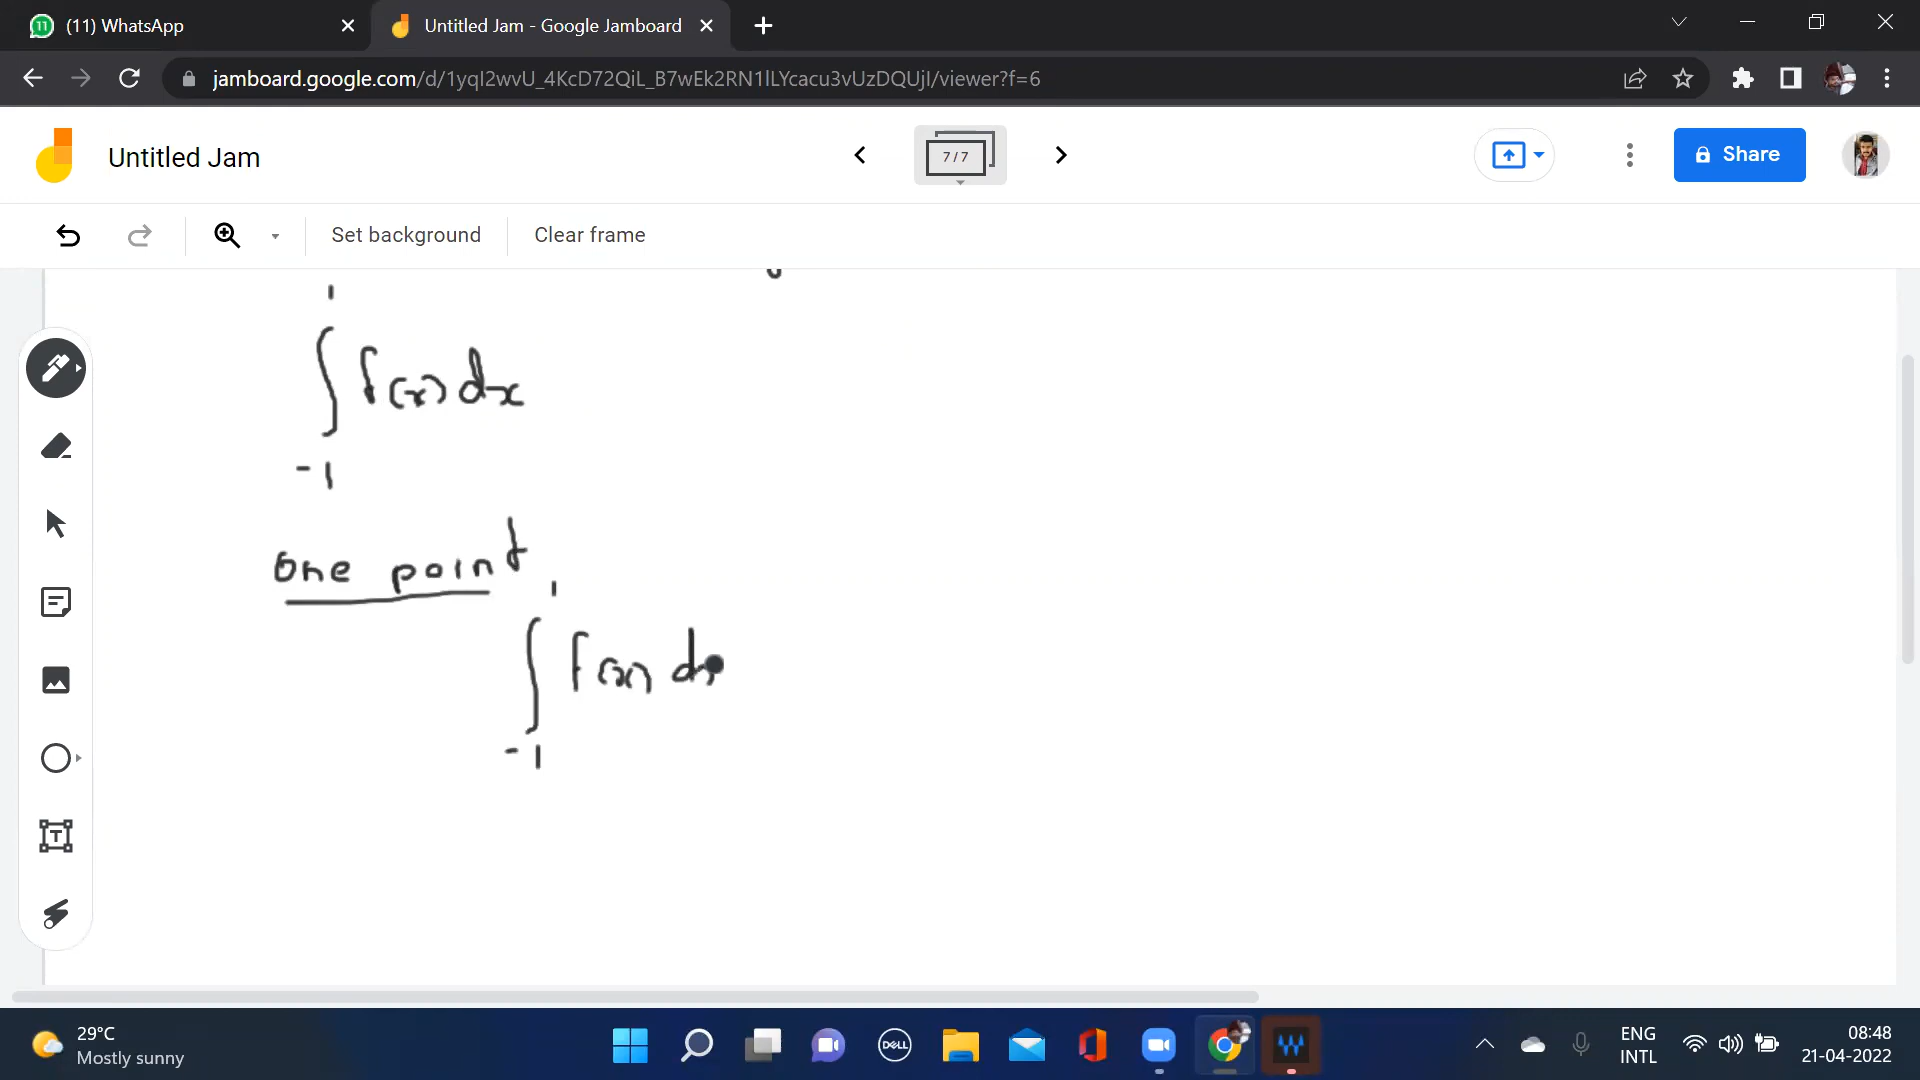 (11) WhatsApp
Untitled Jam - Google Jamboard
jamboard.google.com/d/1yqI2wvU_4KcD72QiL_B7wEk2RN1lLYcacu3vUzDQUjI/viewer?f=6
Untitled Jam
7 / 7
Share
Set background
Clear frame
1
∫ f(x) dx
-1
one point
1
∫ f(x) dx
-1
29°C
Mostly sunny
DELL
ENG
INTL
08:48
21-04-2022